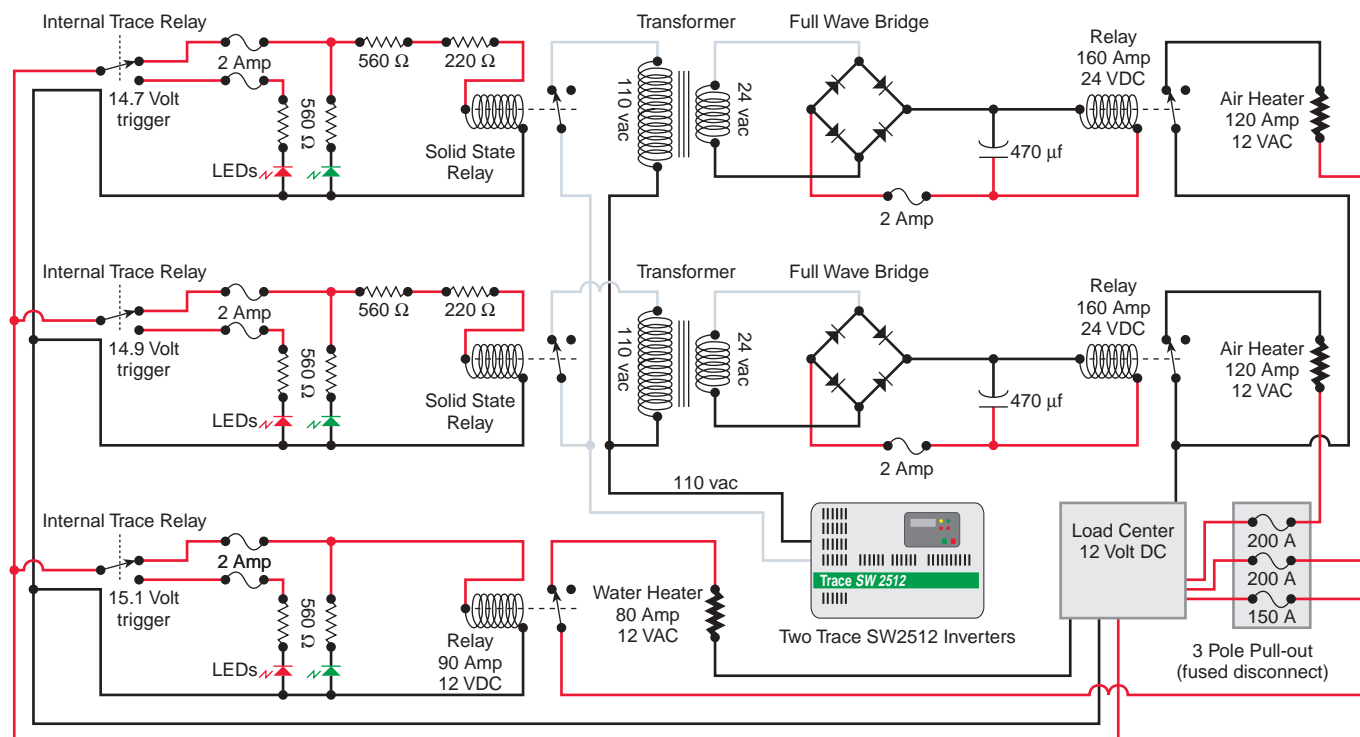 Internal Trace Relay
2 Amp
14.7 Volt
trigger
560 Ω
LEDs
560 Ω
220 Ω
Solid State
Relay
Transformer
110 vac
24 vac
Full Wave Bridge
2 Amp
470 µf
Relay
160 Amp
24 VDC
Air Heater
120 Amp
12 VAC
Internal Trace Relay
2 Amp
14.9 Volt
trigger
560 Ω
LEDs
560 Ω
220 Ω
Solid State
Relay
Transformer
110 vac
24 vac
Full Wave Bridge
2 Amp
470 µf
Relay
160 Amp
24 VDC
Air Heater
120 Amp
12 VAC
Internal Trace Relay
2 Amp
15.1 Volt
trigger
560 Ω
LEDs
Relay
90 Amp
12 VDC
Water Heater
80 Amp
12 VAC
110 vac
Trace SW 2512
Two Trace SW2512 Inverters
Load Center
12 Volt DC
200 A
200 A
150 A
3 Pole Pull-out
(fused disconnect)